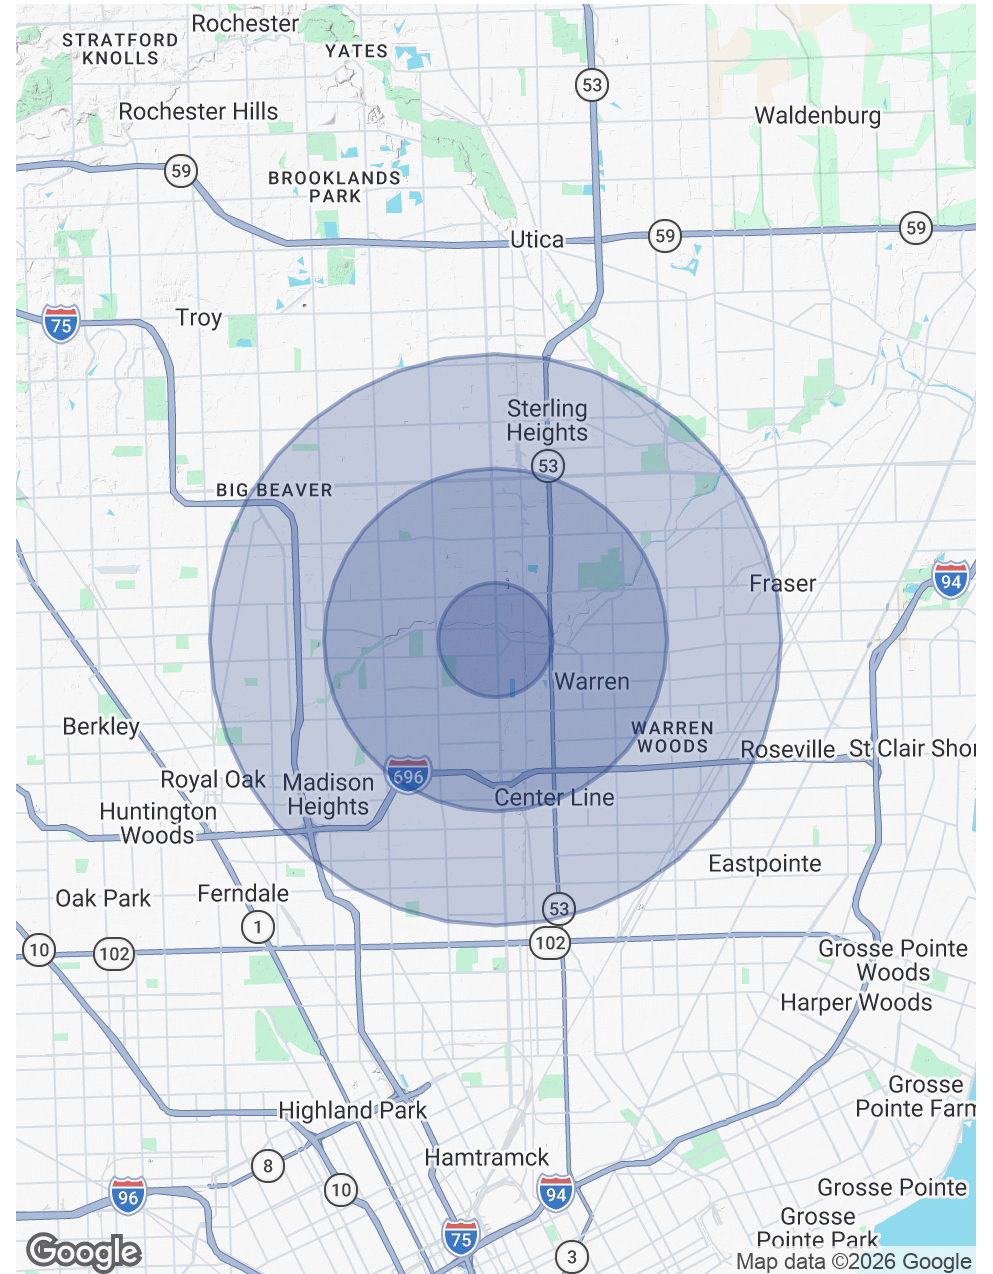 Rochester
STRATFORD
KNOLLS
YATES
53
Rochester Hills
Waldenburg
59
BROOKLANDS
PARK
Utica
59
59
75
Troy
Sterling
Heights
53
BIG BEAVER
Fraser
94
Warren
Berkley
WARREN
WOODS
Roseville
St Clair Shor
Royal Oak
Madison
Heights
696
Center Line
Huntington
Woods
Eastpointe
Oak Park
Ferndale
53
1
10
102
102
Grosse Pointe
Woods
Harper Woods
Grosse
Pointe Farm
Highland Park
Hamtramck
8
10
96
94
Grosse Pointe
Grosse
Pointe Park
75
3
Google
Map data ©2026 Google